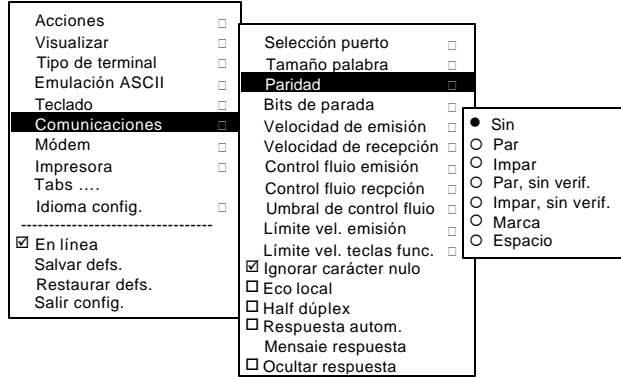 Acciones
Visualizar
Tipo de terminal
Emulación ASCII
Teclado
Comunicaciones
Módem
Impresora
Tabs ....
Idioma config.
---------------------------------
En línea
Salvar defs.
Restaurar defs.
Salir config.
Selección puerto
Tamaño palabra
Paridad
Bits de parada
Velocidad de emisión
Velocidad de recepción
Control fluio emisión
Control fluio recpción
Umbral de control fluio
Límite vel. emisión
Límite vel. teclas func.
Ignorar carácter nulo
Eco local
Half dúplex
Respuesta autom.
Mensaie respuesta
Ocultar respuesta
Sin
Par
Impar
Par, sin verif.
Impar, sin verif.
Marca
Espacio